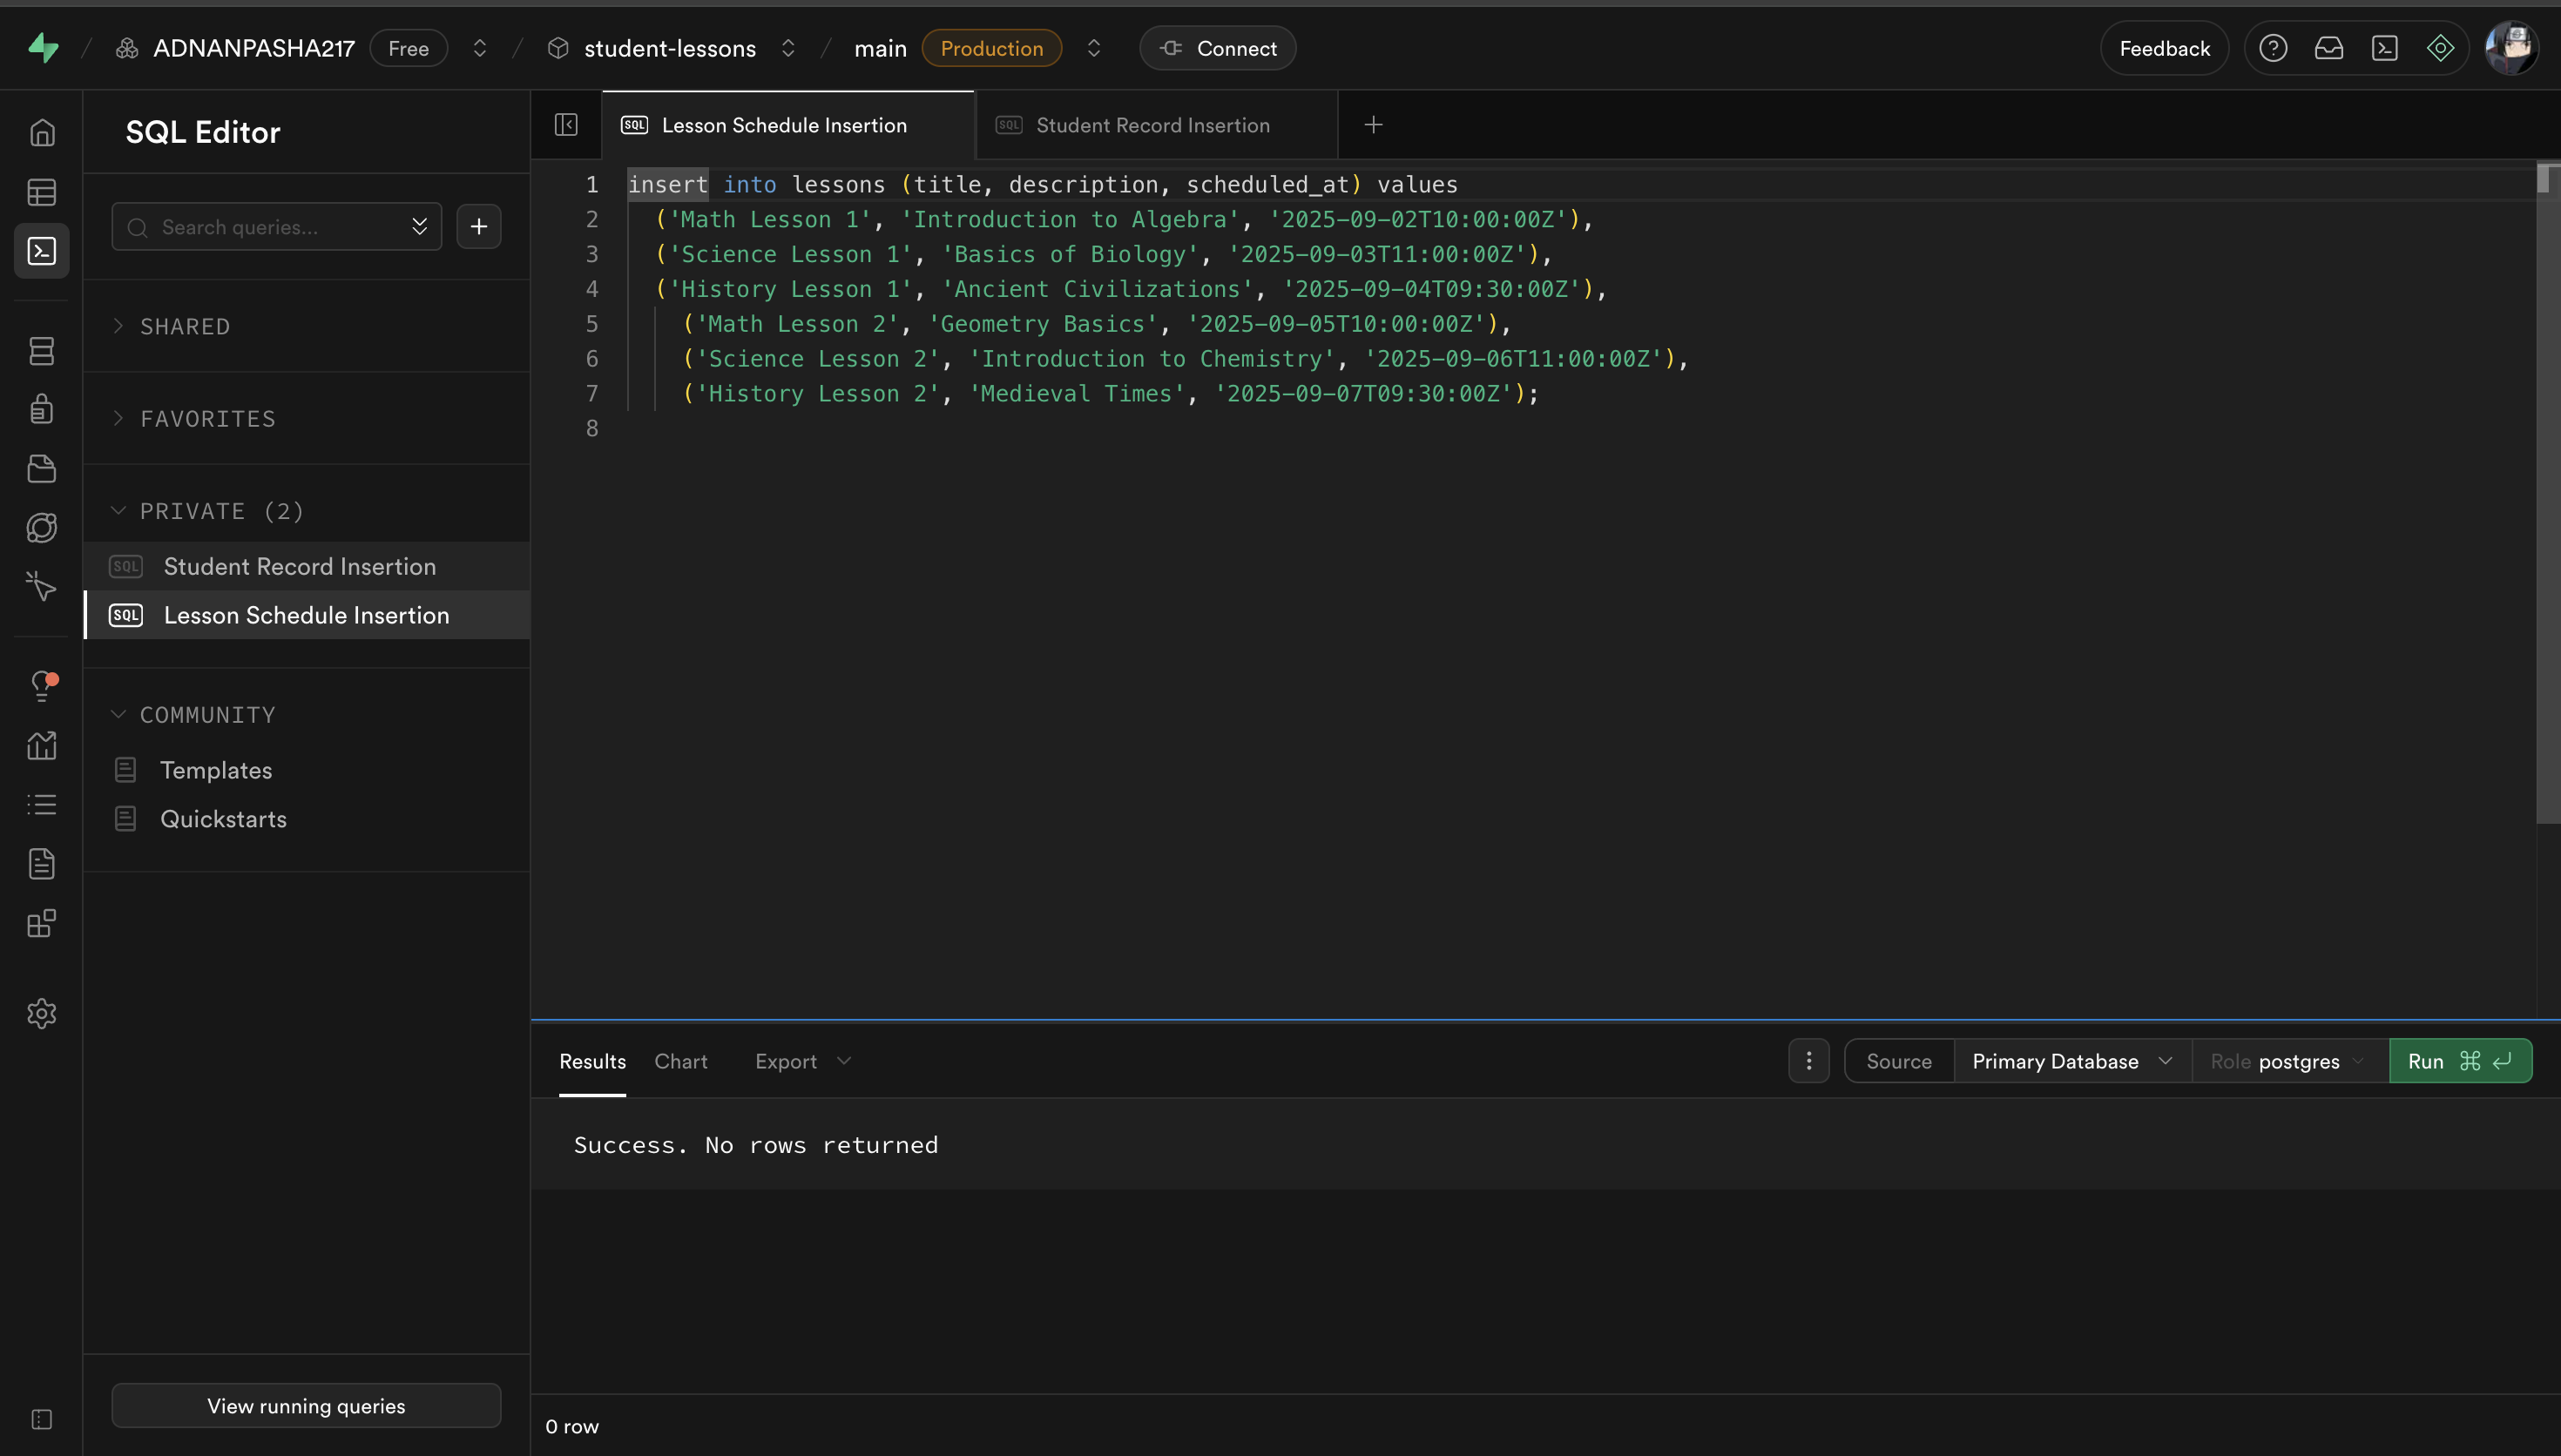 ADNANPASHA217 Free student-lessons main Production Connect Feedback
SQL Editor
Search queries...
SHARED
FAVORITES
PRIVATE (2)
SQL Student Record Insertion
SQL Lesson Schedule Insertion
COMMUNITY
Templates
Quickstarts
View running queries
SQL Lesson Schedule Insertion SQL Student Record Insertion
1 insert into lessons (title, description, scheduled_at) values
2 ('Math Lesson 1', 'Introduction to Algebra', '2025-09-02T10:00:00Z'),
3 ('Science Lesson 1', 'Basics of Biology', '2025-09-03T11:00:00Z'),
4 ('History Lesson 1', 'Ancient Civilizations', '2025-09-04T09:30:00Z'),
5 ('Math Lesson 2', 'Geometry Basics', '2025-09-05T10:00:00Z'),
6 ('Science Lesson 2', 'Introduction to Chemistry', '2025-09-06T11:00:00Z'),
7 ('History Lesson 2', 'Medieval Times', '2025-09-07T09:30:00Z');
8
Results Chart Export Source Primary Database Role postgres Run ⌘ ↵
Success. No rows returned
0 row